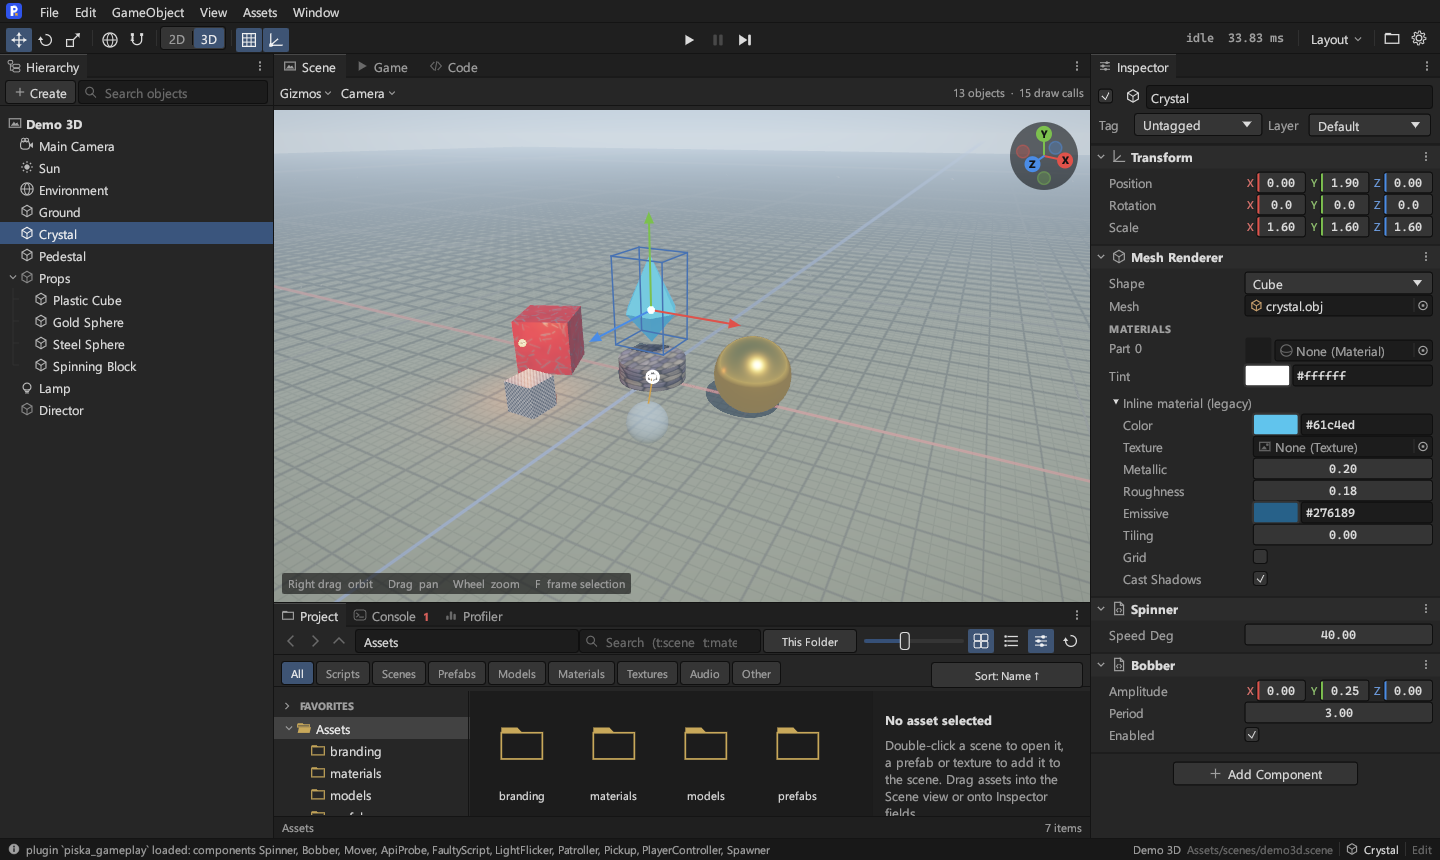 P.
File Edit GameObject View Assets Window
2D 3D
idle 33.83 ms
Layout
Hierarchy
Create
Search objects
Demo 3D
Main Camera
Sun
Environment
Ground
Crystal
Pedestal
Props
Plastic Cube
Gold Sphere
Steel Sphere
Spinning Block
Lamp
Director
Scene Game Code
Gizmos Camera
13 objects · 15 draw calls
Y
X
Z
Right drag orbit Drag pan Wheel zoom F frame selection
Project Console 1 Profiler
Assets
Search (t:scene t:mate
This Folder
All Scripts Scenes Prefabs Models Materials Textures Audio Other
Sort: Name ↑
FAVORITES
Assets
branding
materials
models
branding materials models prefabs
No asset selected
Double-click a scene to open it,
a prefab or texture to add it to
the scene. Drag assets into the
Scene view or onto Inspector
fields.
Assets
7 items
Inspector
Crystal
Tag Untagged Layer Default
Transform
Position X 0.00 Y 1.90 Z 0.00
Rotation X 0.0 Y 0.0 Z 0.0
Scale X 1.60 Y 1.60 Z 1.60
Mesh Renderer
Shape Cube
Mesh crystal.obj
MATERIALS
Part 0 None (Material)
Tint #ffffff
Inline material (legacy)
Color #61c4ed
Texture None (Texture)
Metallic 0.20
Roughness 0.18
Emissive #276189
Tiling 0.00
Grid
Cast Shadows
Spinner
Speed Deg 40.00
Bobber
Amplitude X 0.00 Y 0.25 Z 0.00
Period 3.00
Enabled
Add Component
plugin `piska_gameplay` loaded: components Spinner, Bobber, Mover, ApiProbe, FaultyScript, LightFlicker, Patroller, Pickup, PlayerController, Spawner
Demo 3D Assets/scenes/demo3d.scene Crystal Edit